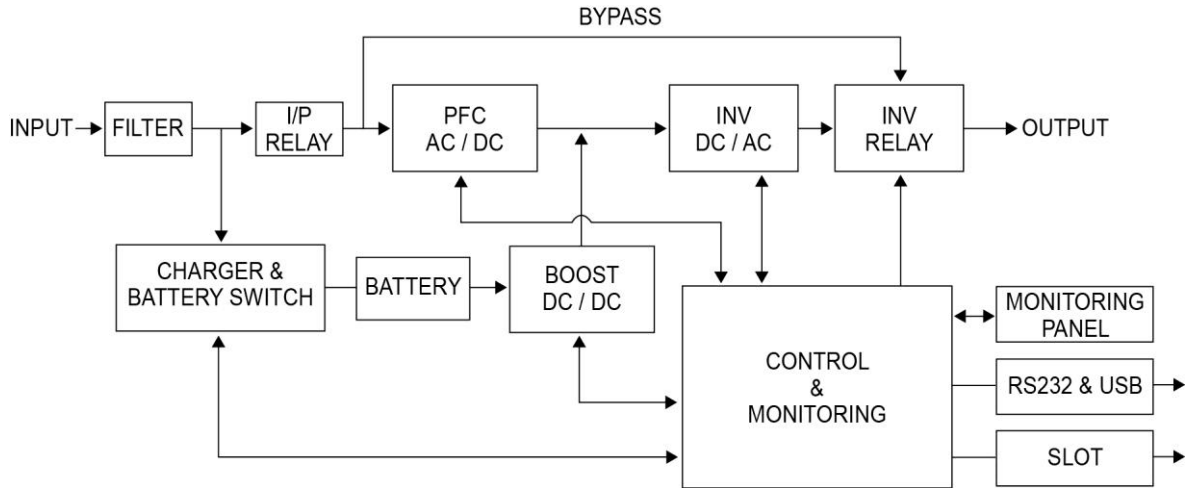 BYPASS
INPUT
FILTER
I/P
RELAY
PFC
AC / DC
INV
DC / AC
INV
RELAY
OUTPUT
CHARGER &
BATTERY SWITCH
BATTERY
BOOST
DC / DC
CONTROL
&
MONITORING
MONITORING
PANEL
RS232 & USB
SLOT